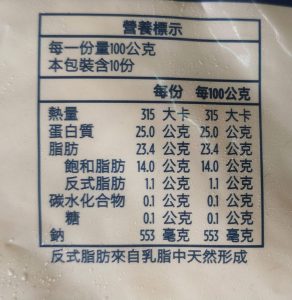 營養標示
每一份量100公克
本包裝含10份
每份 每100公克
熱量 315 大卡 315 大卡
蛋白質 25.0 公克 25.0 公克
脂肪 23.4 公克 23.4 公克
飽和脂肪 14.0 公克 14.0 公克
反式脂肪 1.1 公克 1.1 公克
碳水化合物 0.1 公克 0.1 公克
糖 0.1 公克 0.1 公克
鈉 553 毫克 553 毫克
反式脂肪來自乳脂中天然形成